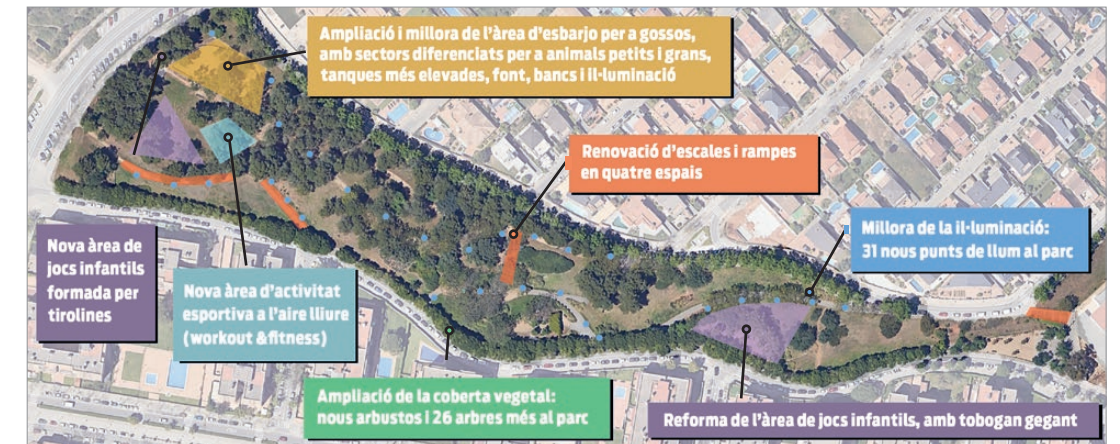 Ampliació i millora de l'àrea d'esbarjo per a gossos,
amb sectors diferenciats per a animals petits i grans,
tanques més elevades, font, bancs i il·luminació
Renovació d'escales i rampes
en quatre espais
Millora de la il·luminació:
31 nous punts de llum al parc
Nova àrea de
jocs infantils
formada per
tirolines
Nova àrea d'activitat
esportiva a l'aire lliure
(workout &fitness)
Ampliació de la coberta vegetal:
nous arbustos i 26 arbres més al parc
Reforma de l'àrea de jocs infantils, amb tobogan gegant